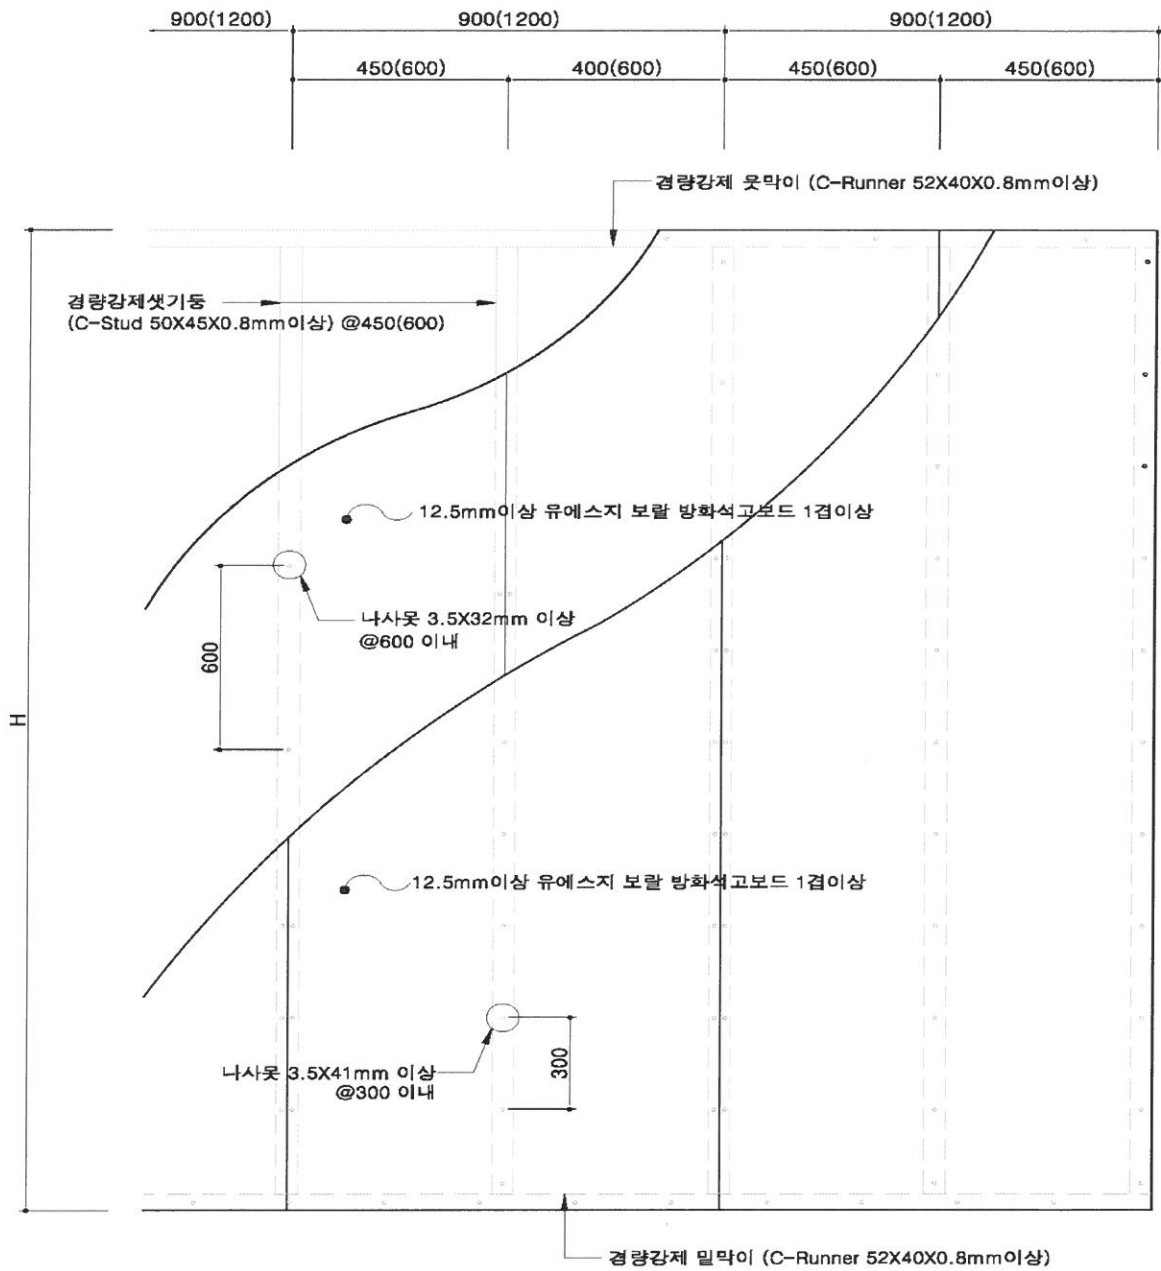 900(1200) 900(1200) 900(1200)
450(600) 400(600) 450(600) 450(600)
경량강제 웃막이 (C-Runner 52X40X0.8mm이상)
경량강제샛기둥
(C-Stud 50X45X0.8mm이상) @450(600)
12.5mm이상 유에스지 보랄 방화석고보드 1겹이상
나사못 3.5X32mm 이상
@600 이내
600
H
12.5mm이상 유에스지 보랄 방화석고보드 1겹이상
나사못 3.5X41mm 이상
@300 이내
300
경량강제 밑막이 (C-Runner 52X40X0.8mm이상)